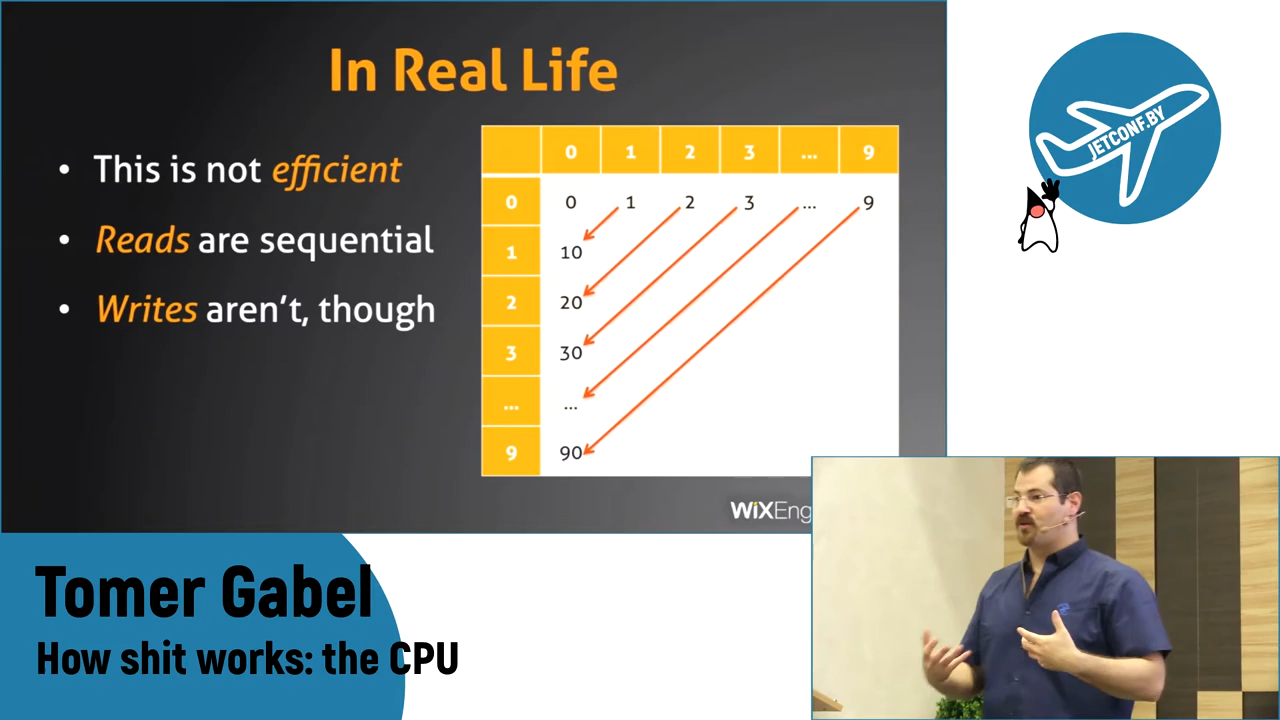 In Real Life
• This is not efficient
• Reads are sequential
• Writes aren't, though
0 1 2 3 ... 9
0 0 1 2 3 ... 9
1 10
2 20
3 30
... ...
9 90
WiXEng
JETCONF.BY
Tomer Gabel
How shit works: the CPU